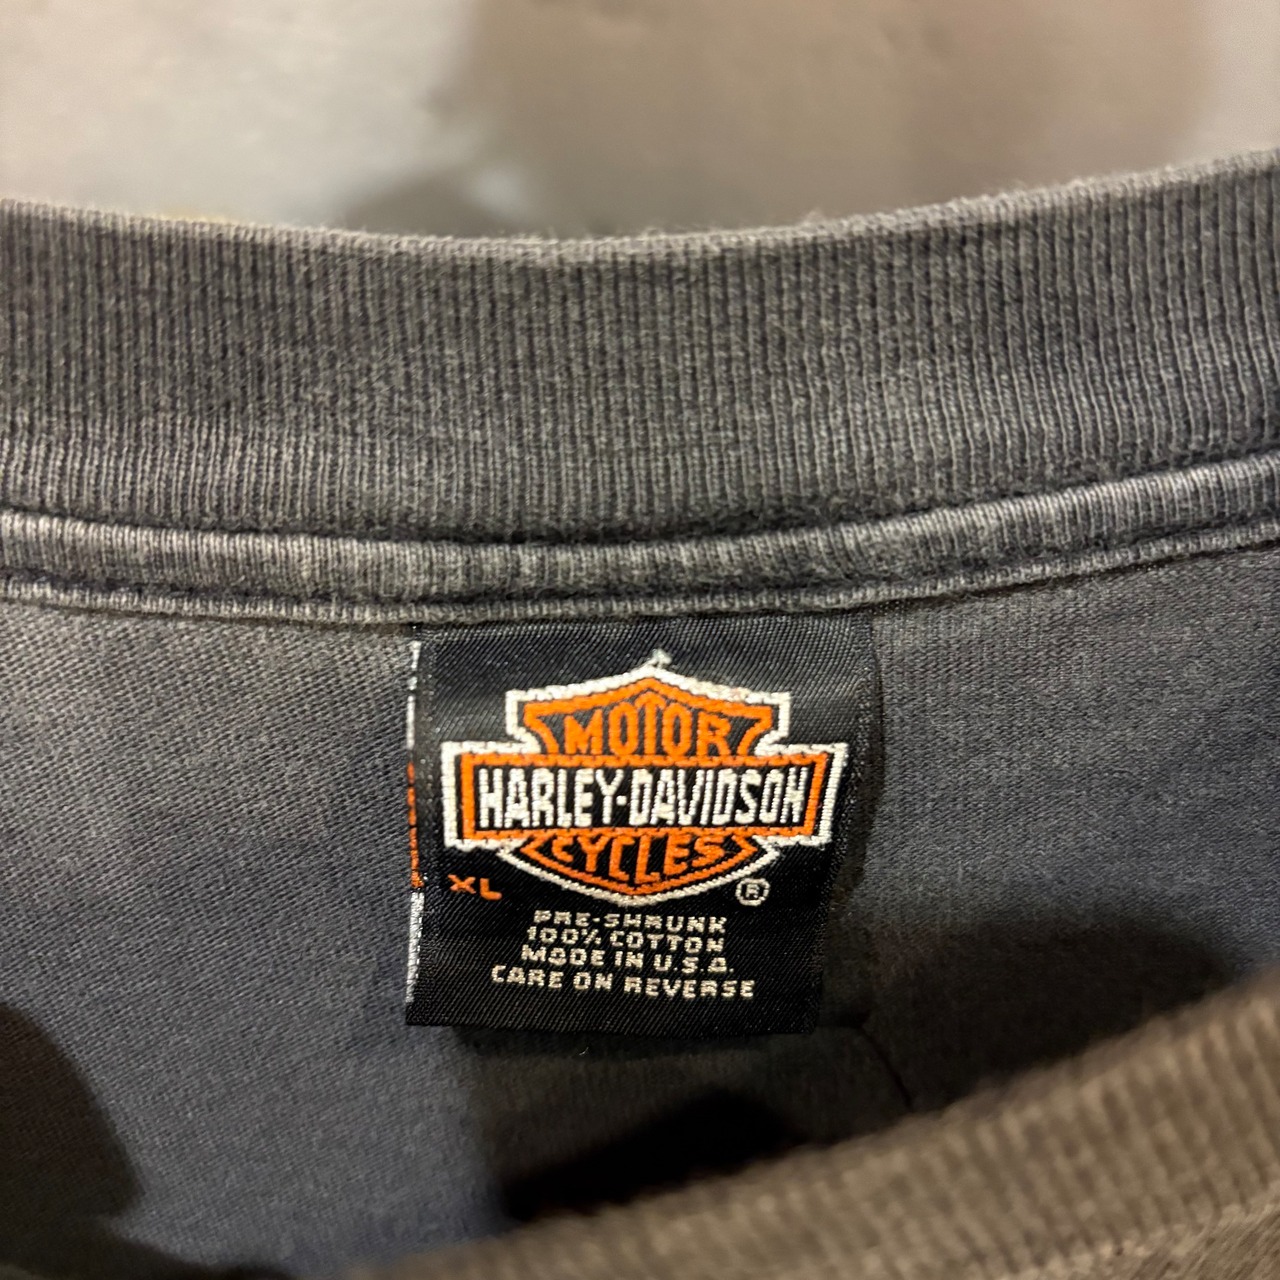 MOTOR
HARLEY-DAVIDSON
CYCLES
XL ®
PRE-SHRUNK
100% COTTON
MADE IN U.S.A.
CARE ON REVERSE